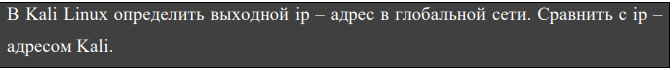 В Kali Linux определить выходной ip – адрес в глобальной сети. Сравнить с ip –
адресом Kali.